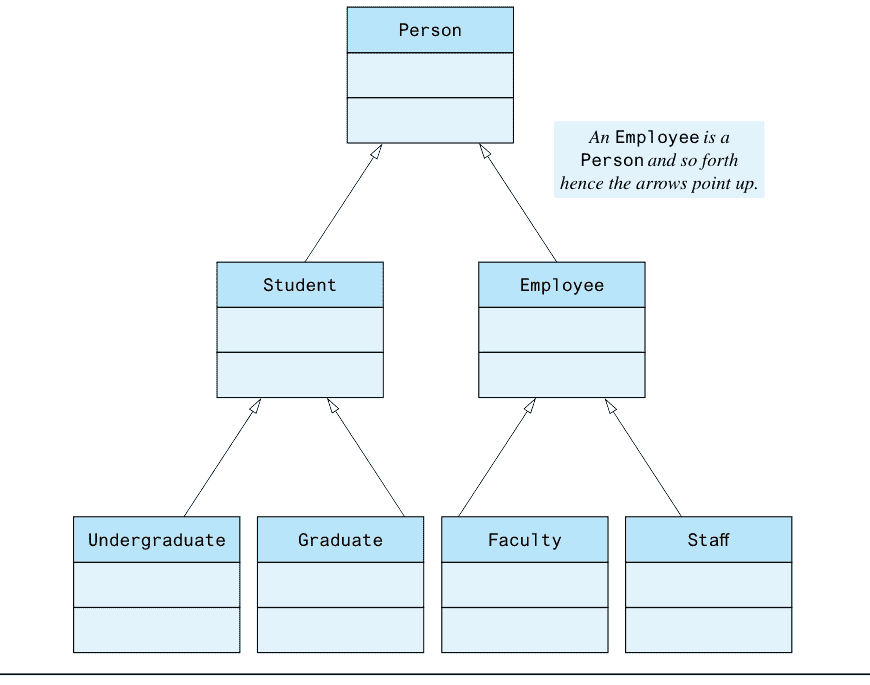 Person
An Employee is a
Person and so forth
hence the arrows point up.
Student
Employee
Undergraduate
Graduate
Faculty
Staff